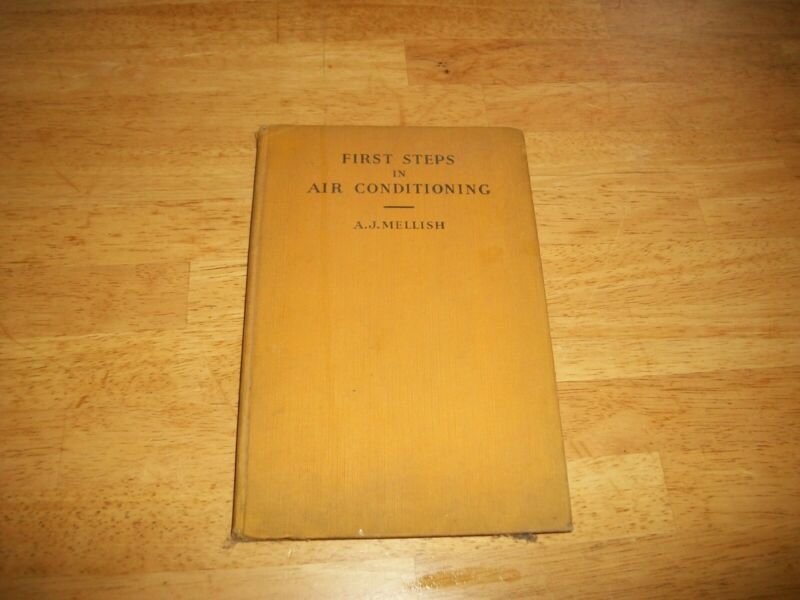 FIRST STEPS
IN
AIR CONDITIONING
A.J.MELLISH